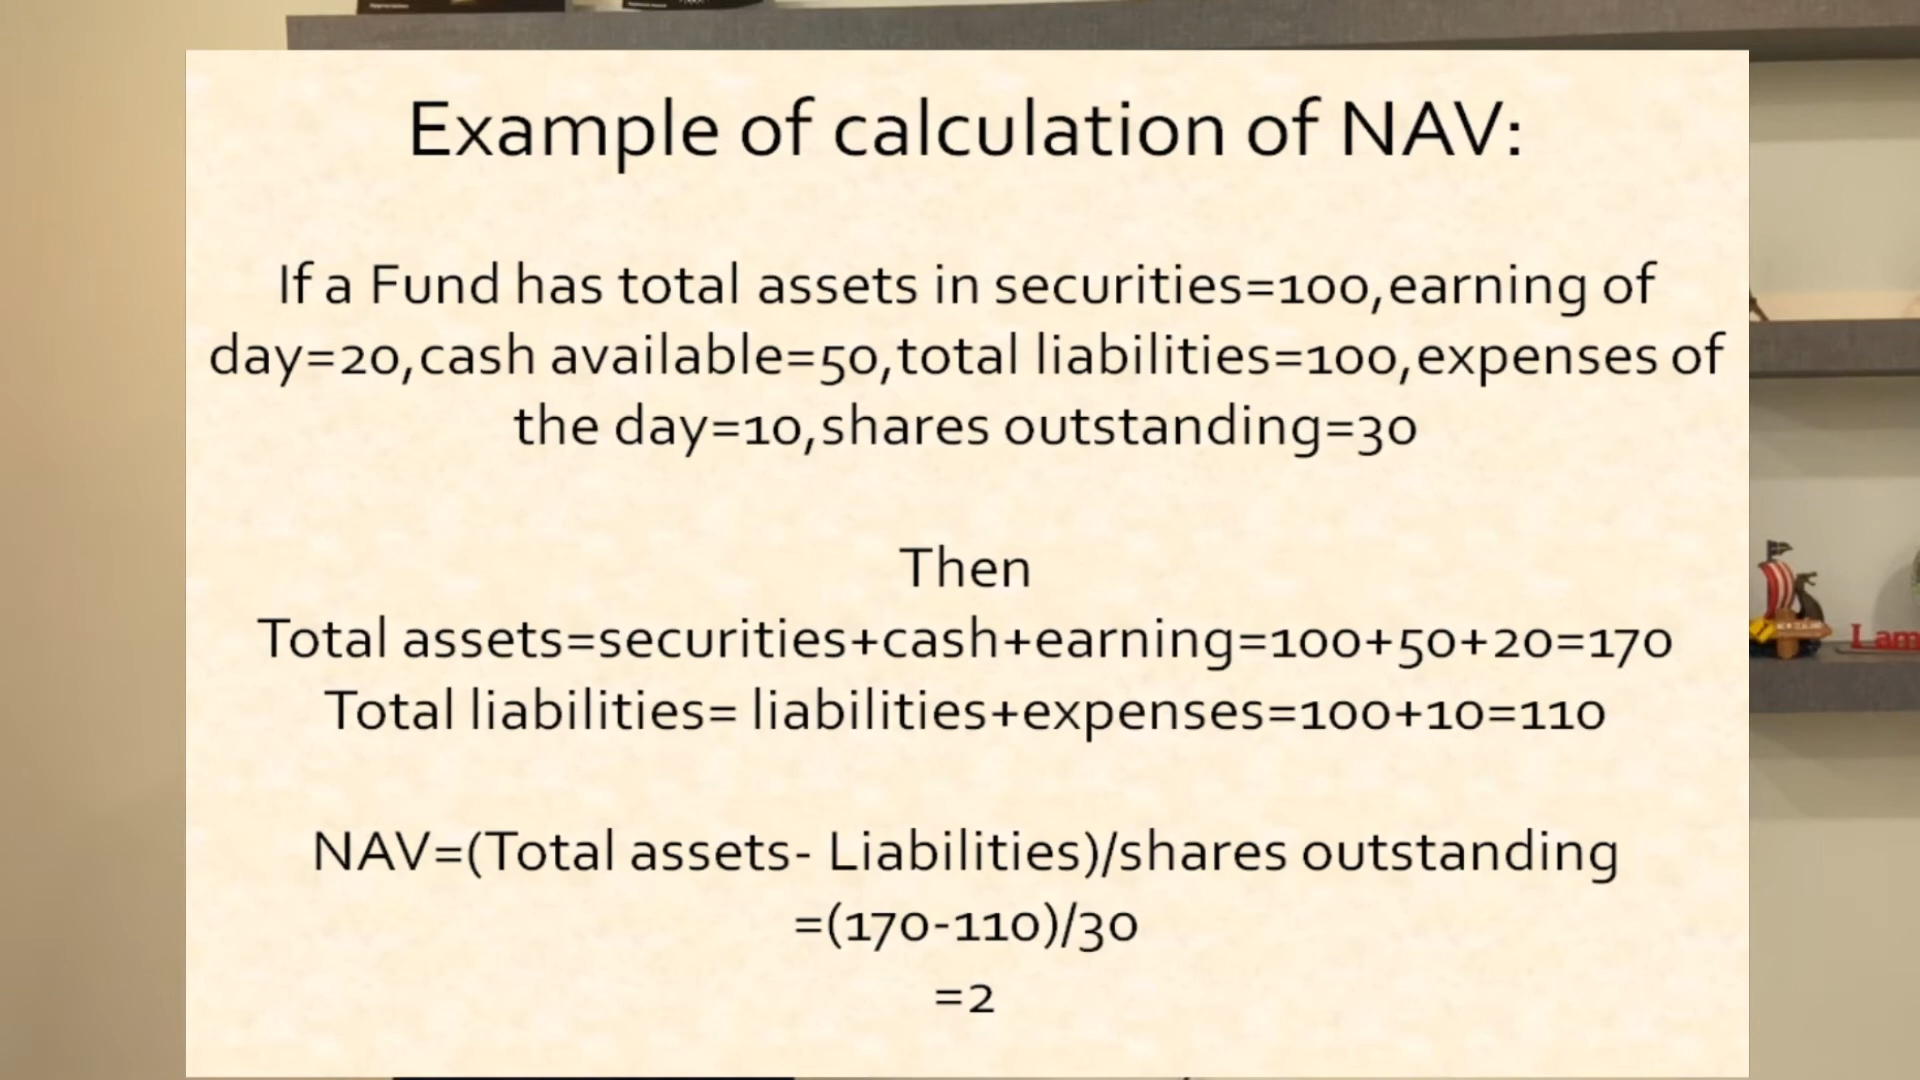 Example of calculation of NAV:
If a Fund has total assets in securities=100,earning of
day=20,cash available=50,total liabilities=100,expenses of
the day=10,shares outstanding=30
Then
Total assets=securities+cash+earning=100+50+20=170
Total liabilities= liabilities+expenses=100+10=110
NAV=(Total assets- Liabilities)/shares outstanding
=(170-110)/30
=2
I am